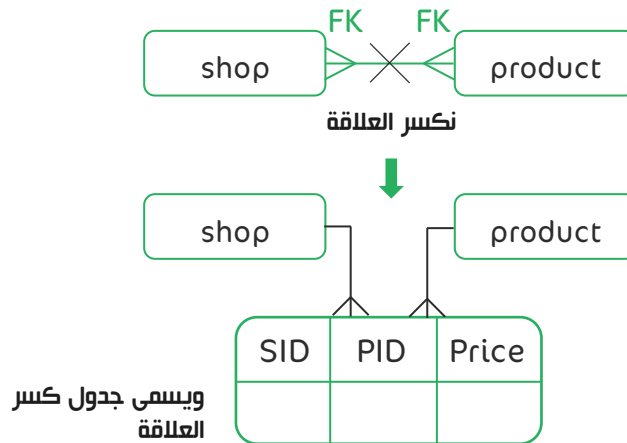 FK FK
shop product
نكسر العلاقة
shop product
SID PID Price
ويسمى جدول كسر
العلاقة